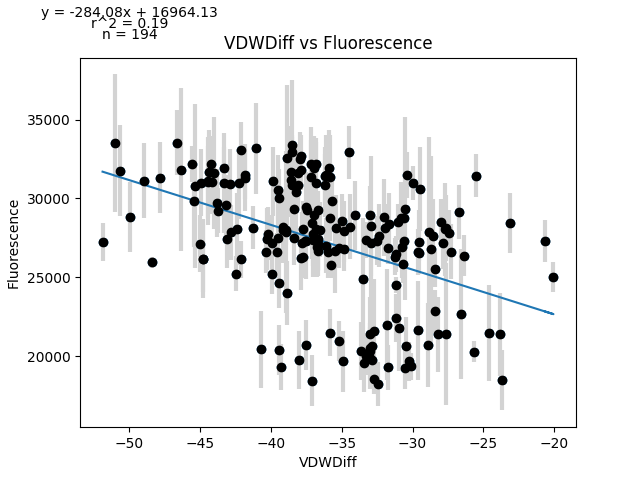 y = -284.08x + 16964.13
r^2 = 0.19
n = 194
VDWDiff vs Fluorescence
Fluorescence
35000
30000
25000
20000
−50 −45 −40 −35 −30 −25 −20
VDWDiff